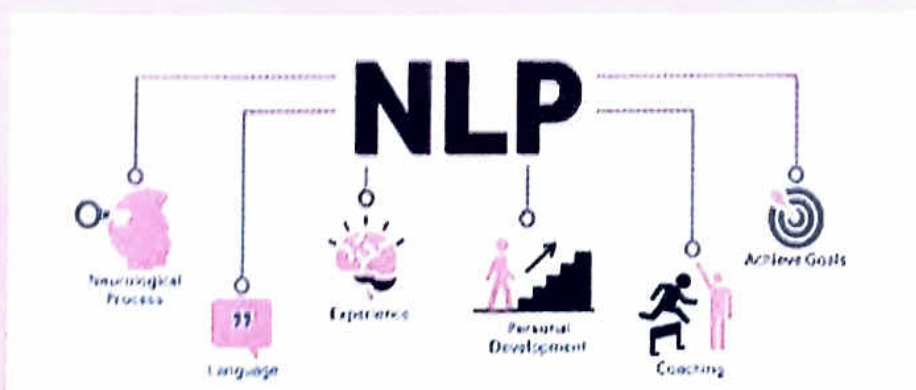 NLP
Neurological
Process
Language
Experience
Personal
Development
Coaching
Achieve Goals